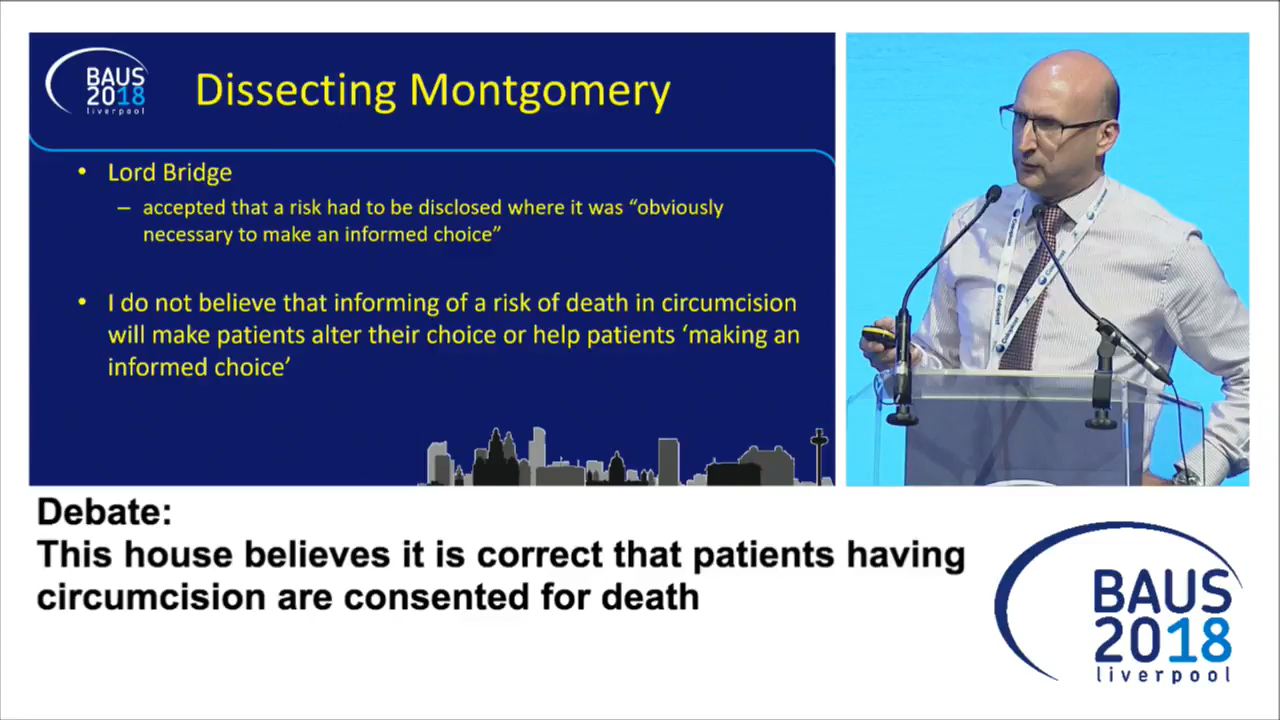 BAUS
2018
liverpool
Dissecting Montgomery
• Lord Bridge
– accepted that a risk had to be disclosed where it was “obviously
necessary to make an informed choice”
• I do not believe that informing of a risk of death in circumcision
will make patients alter their choice or help patients ‘making an
informed choice’
Debate:
This house believes it is correct that patients having
circumcision are consented for death
BAUS
2018
liverpool